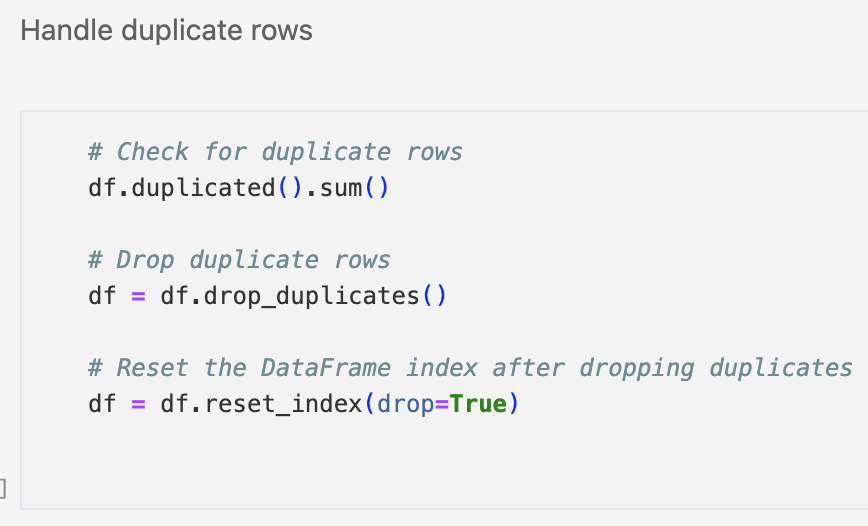 Handle duplicate rows
# Check for duplicate rows
df.duplicated().sum()
# Drop duplicate rows
df = df.drop_duplicates()
# Reset the DataFrame index after dropping duplicates
df = df.reset_index(drop=True)
]